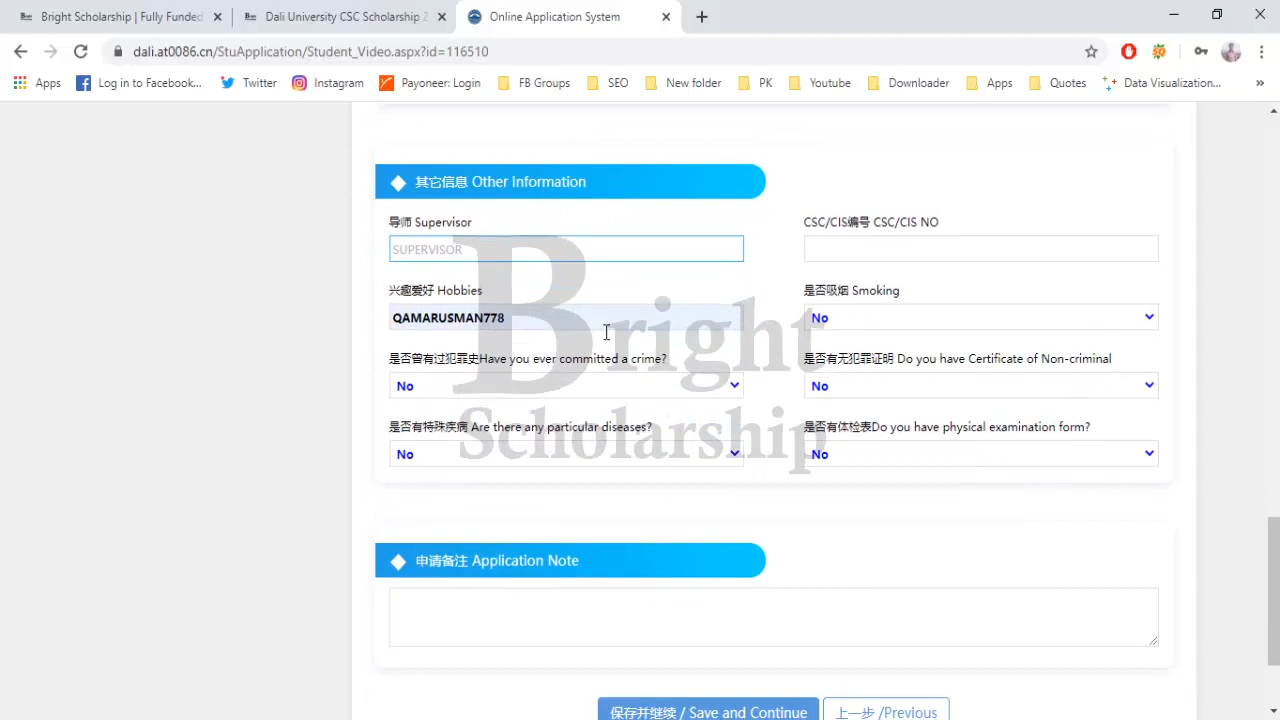 Bright Scholarship | Fully Funded
Dali University CSC Scholarship 2
Online Application System
dali.at0086.cn/StuApplication/Student_Video.aspx?id=116510
Apps
Log in to Facebook...
Twitter
Instagram
Payoneer: Login
FB Groups
SEO
New folder
PK
Youtube
Downloader
Apps
Quotes
Data Visualization...
»
其它信息 Other Information
导师 Supervisor
CSC/CIS编号 CSC/CIS NO
SUPERVISOR
兴趣爱好 Hobbies
是否吸烟 Smoking
QAMARUSMAN778
No
是否曾有过犯罪史Have you ever committed a crime?
是否有无犯罪证明 Do you have Certificate of Non-criminal
No
No
是否有特殊疾病 Are there any particular diseases?
是否有体检表Do you have physical examination form?
No
No
Bright
Scholarship
申请备注 Application Note
保存并继续 / Save and Continue
上一步 /Previous